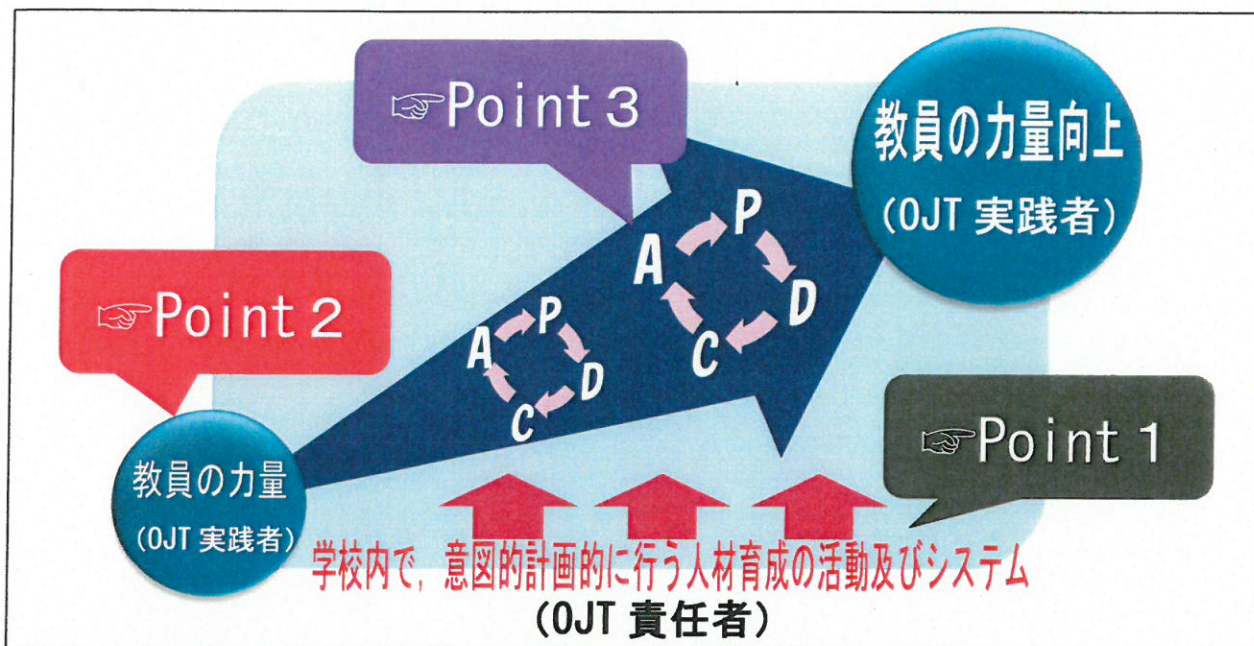 ☞Point 3
教員の力量向上
(OJT 実践者)
P
A
D
C
☞Point 2
P
A
D
C
☞Point 1
教員の力量
(OJT 実践者)
学校内で，意図的計画的に行う人材育成の活動及びシステム
(OJT 責任者)